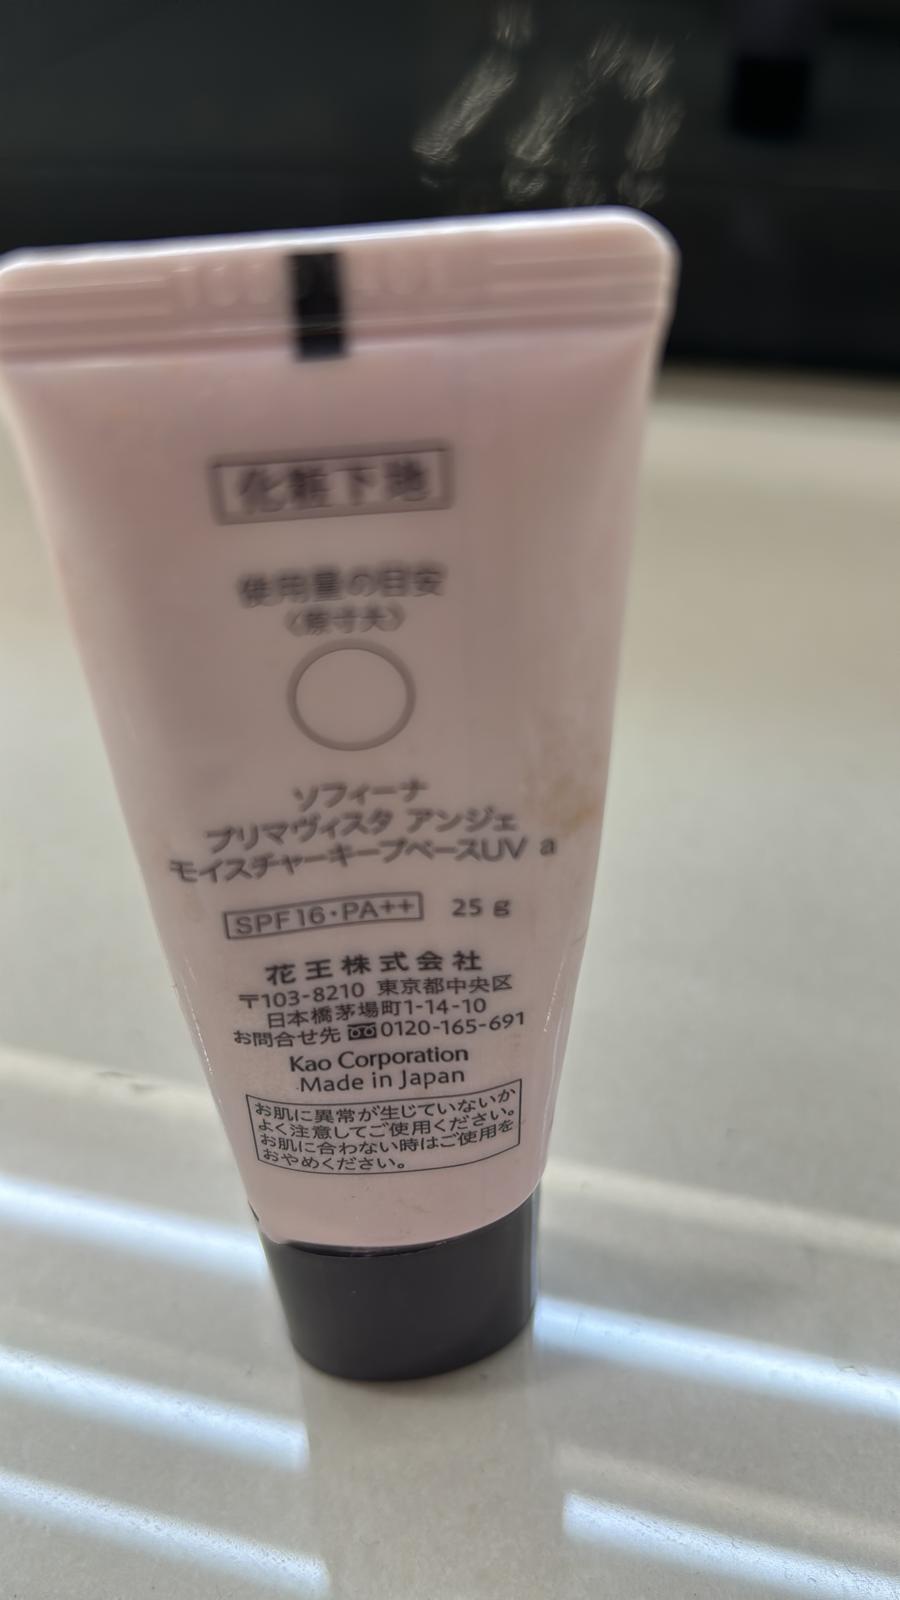 化粧下地
使用量の目安
〈原寸大〉
ソフィーナ
プリマヴィスタ アンジェ
モイスチャーキープベースUV a
SPF16・PA++ 25 g
花王株式会社
〒103-8210 東京都中央区
日本橋茅場町1-14-10
お問合せ先 0120-165-691
Kao Corporation
Made in Japan
お肌に異常が生じていないか
よく注意してご使用ください。
お肌に合わない時はご使用を
おやめください。